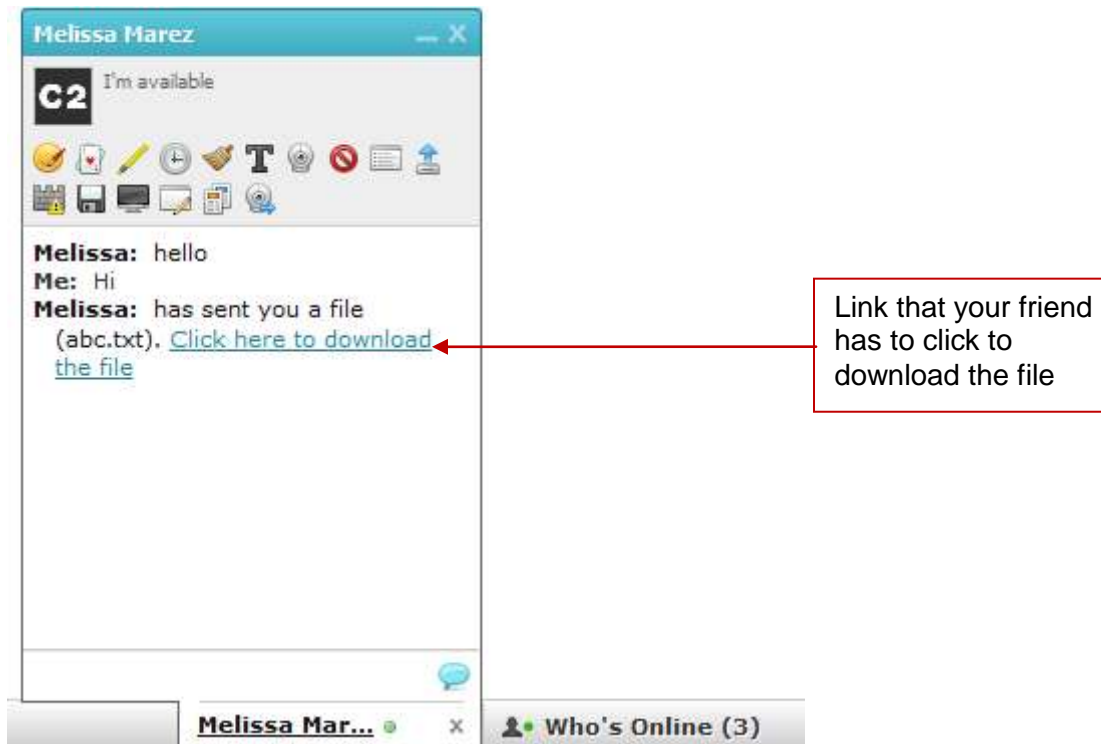 Melissa Marez
C2
I'm available
T
Melissa: hello
Me: Hi
Melissa: has sent you a file
(abc.txt). Click here to download
the file
Link that your friend
has to click to
download the file
Melissa Mar...
Who's Online (3)